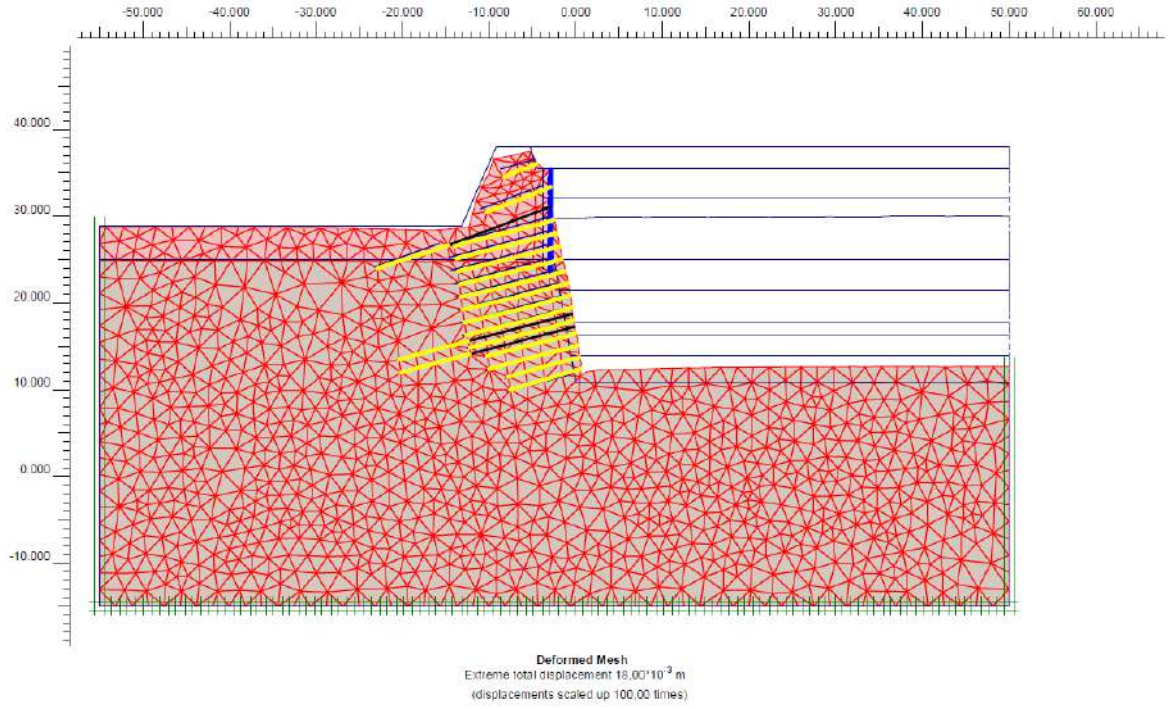 -50.000 -40.000 -30.000 -20.000 -10.000 0.000 10.000 20.000 30.000 40.000 50.000 60.000
40.000
30.000
20.000
10.000
0.000
-10.000
Deformed Mesh
Extreme total displacement 18,00*10⁻³ m
(displacements scaled up 100,00 times)